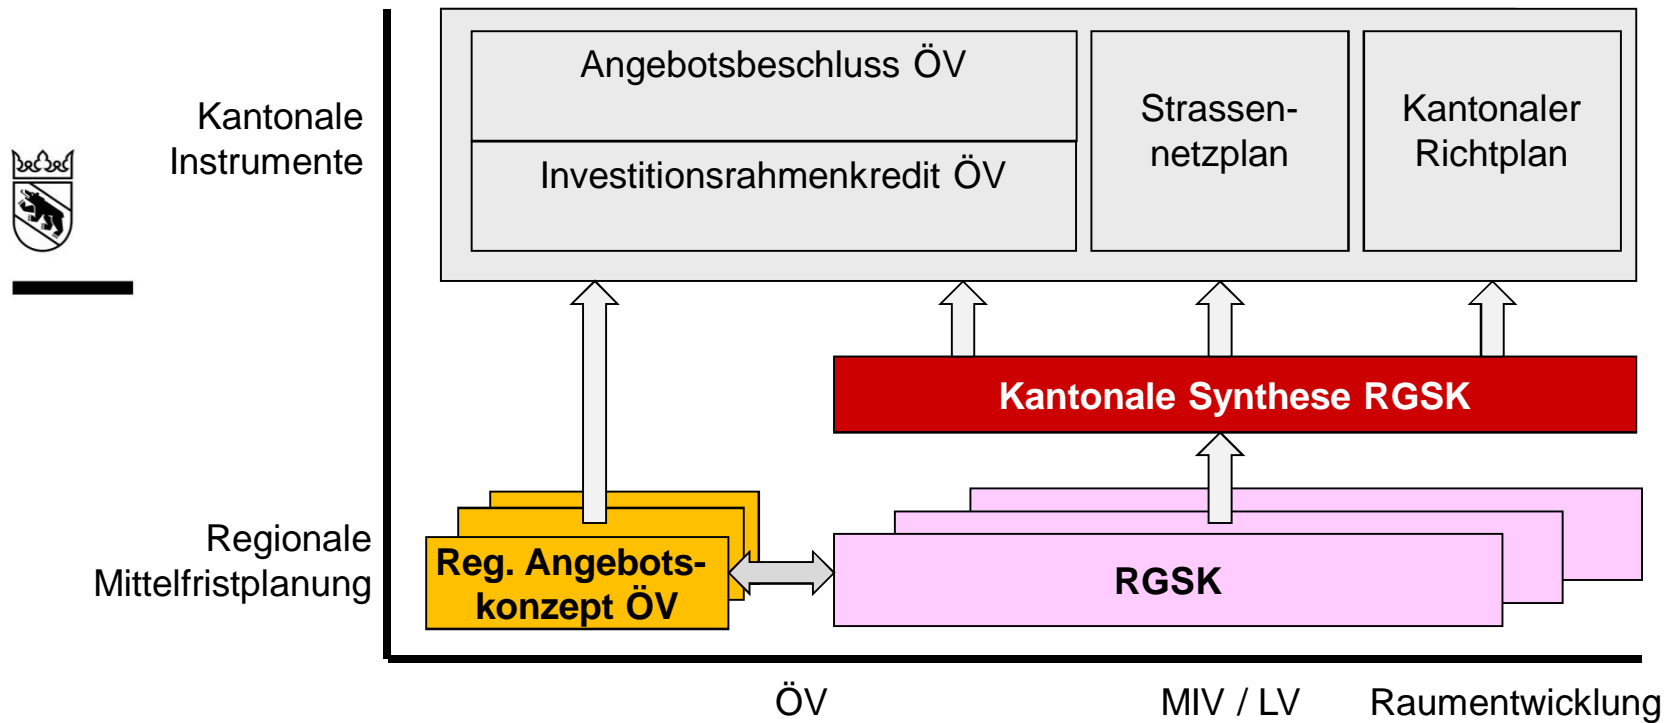 Kantonale
Instrumente
Angebotsbeschluss ÖV
Investitionsrahmenkredit ÖV
Strassen-
netzplan
Kantonaler
Richtplan
Kantonale Synthese RGSK
Regionale
Mittelfristplanung
Reg. Angebots-
konzept ÖV
RGSK
ÖV
MIV / LV
Raumentwicklung